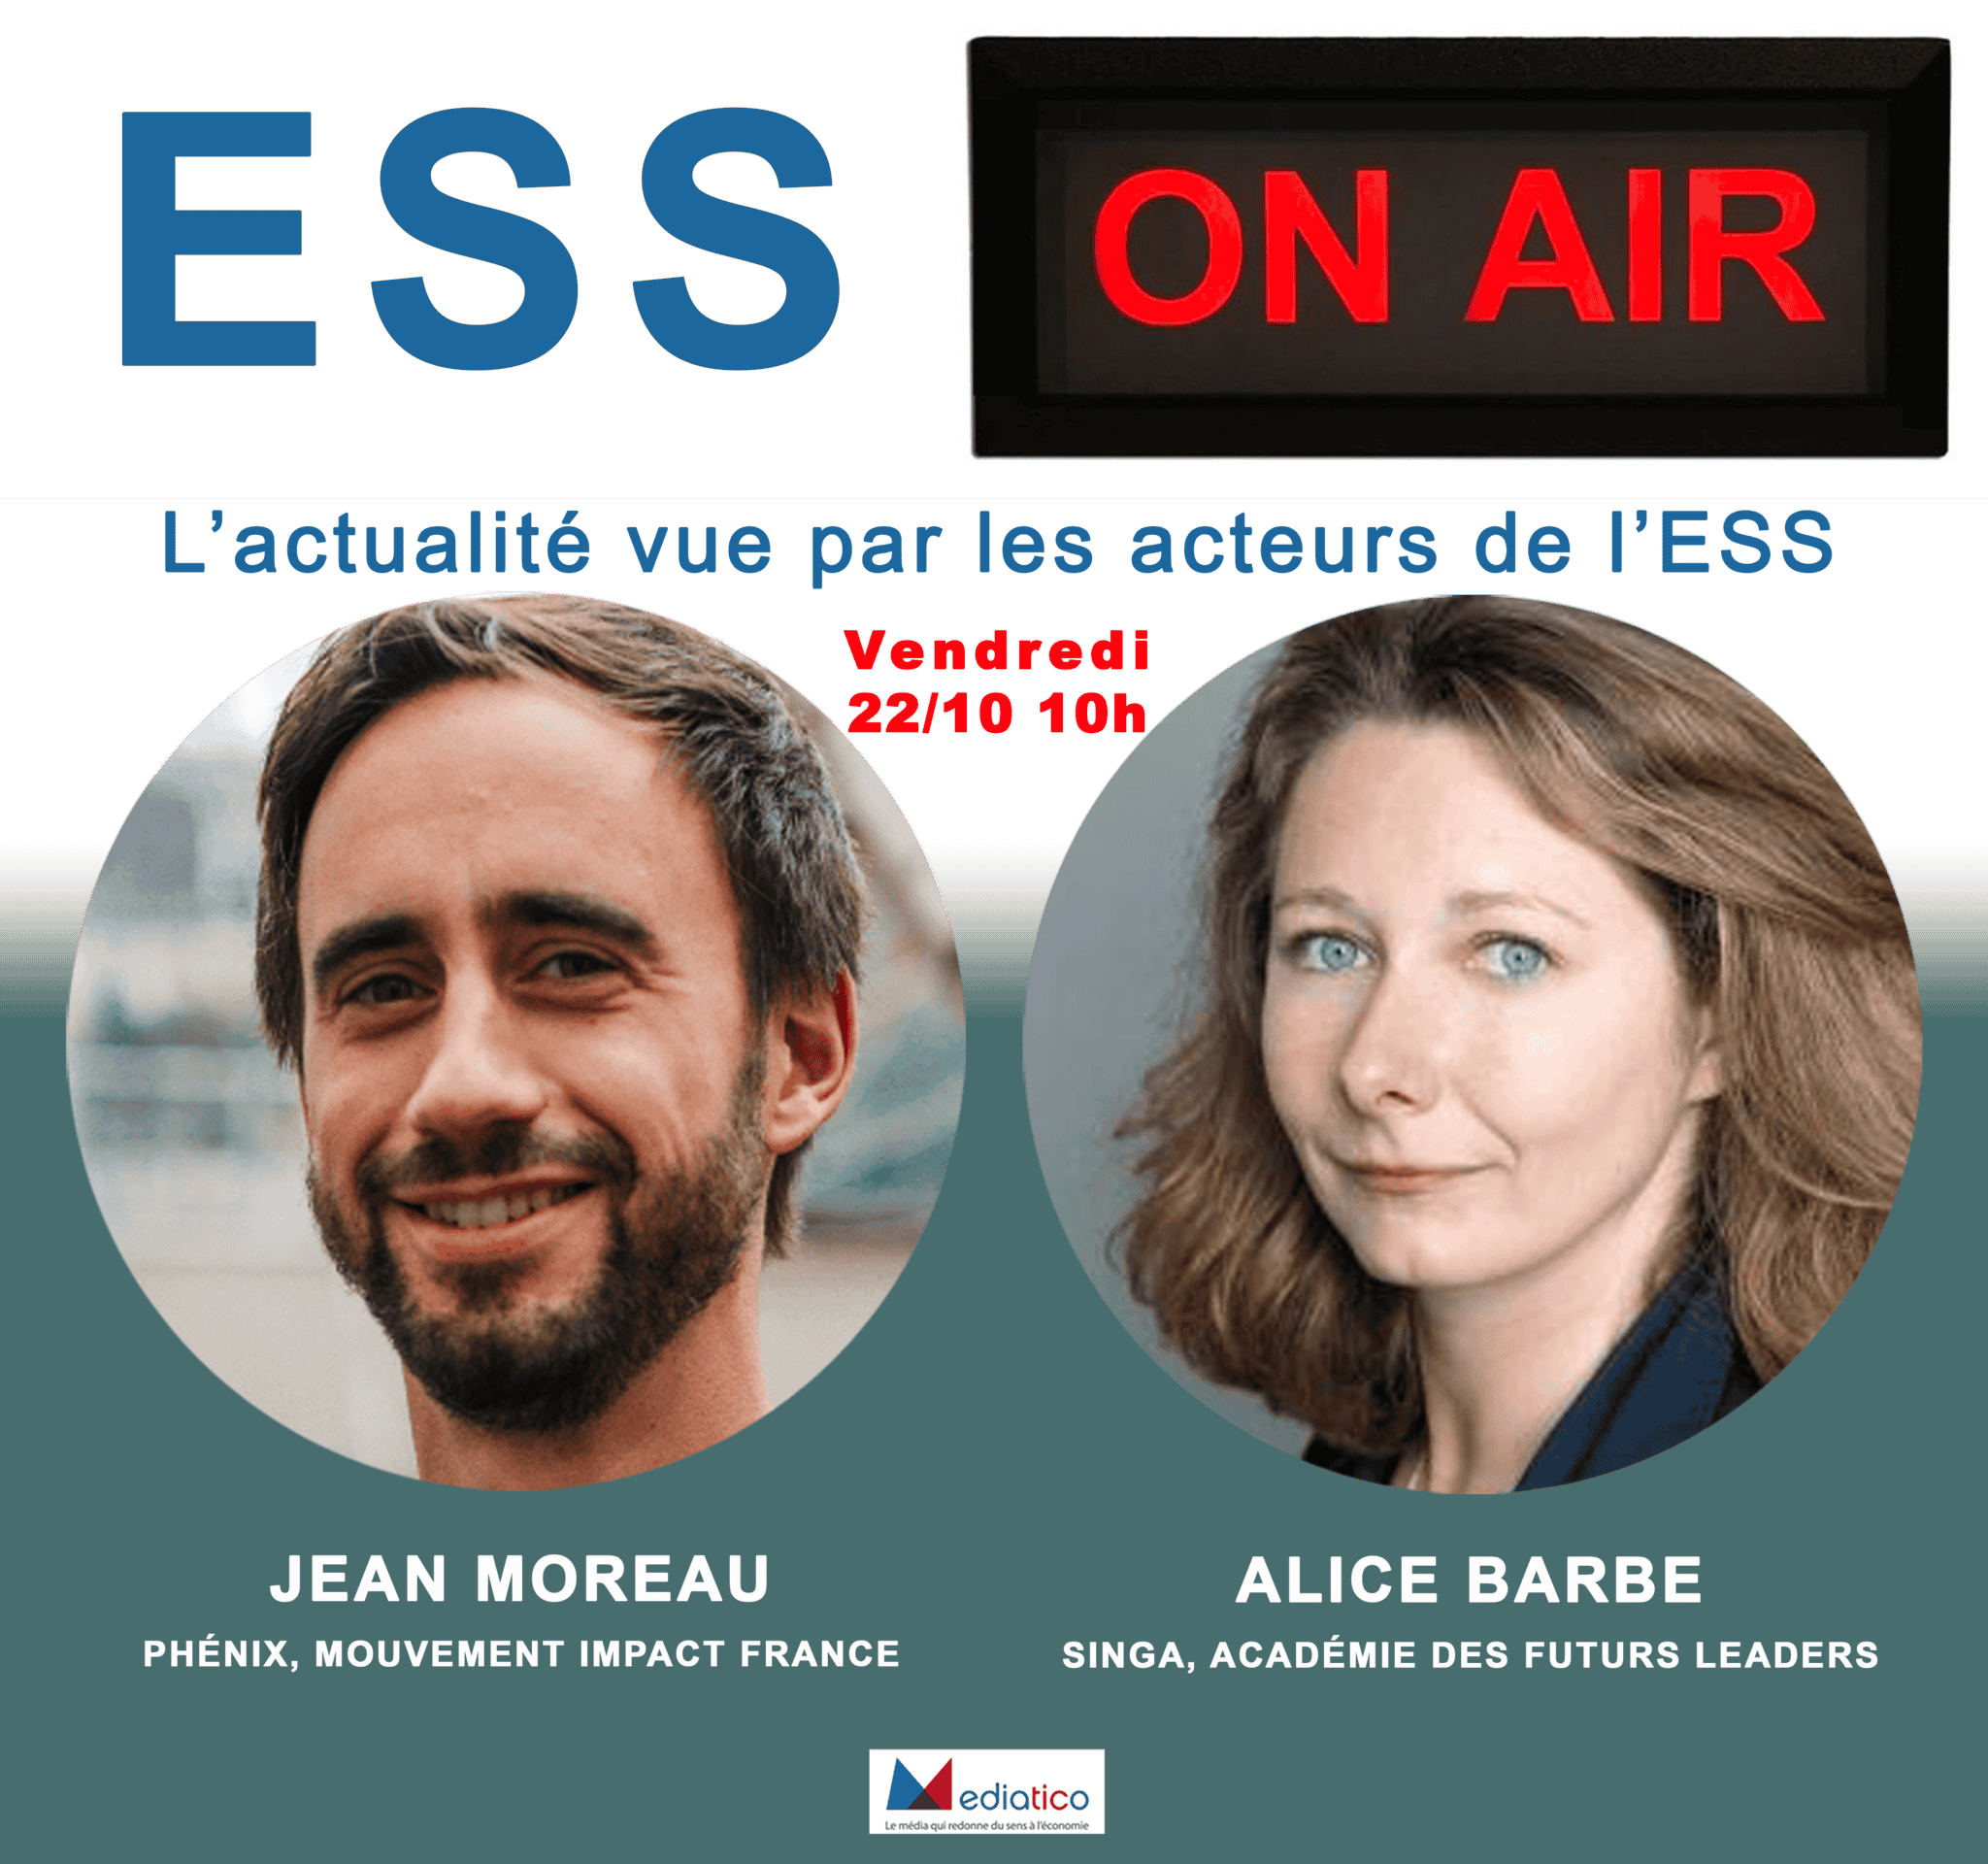 ESS
ON AIR
L’actualité vue par les acteurs de l’ESS
Vendredi
22/10 10h
JEAN MOREAU
PHÉNIX, MOUVEMENT IMPACT FRANCE
ALICE BARBE
SINGA, ACADÉMIE DES FUTURS LEADERS
Mediatico
Le média qui redonne du sens à l’économie